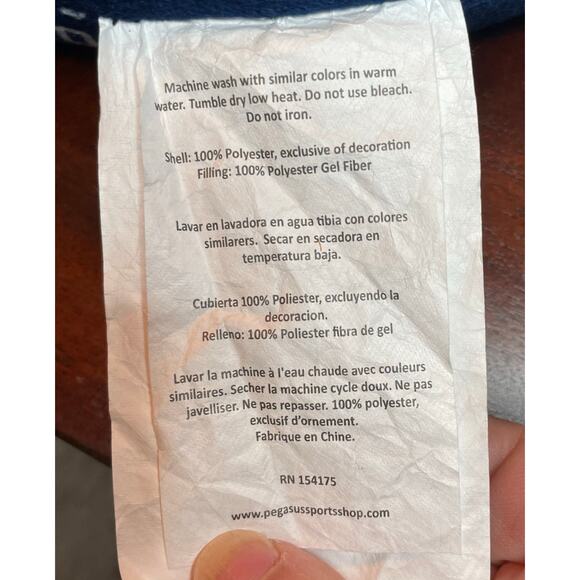 Machine wash with similar colors in warm
water. Tumble dry low heat. Do not use bleach.
Do not iron.
Shell: 100% Polyester, exclusive of decoration
Filling: 100% Polyester Gel Fiber
Lavar en lavadora en agua tibia con colores
similarers. Secar en secadora en
temperatura baja.
Cubierta 100% Poliester, excluyendo la
decoracion.
Relleno: 100% Poliester fibra de gel
Lavar la machine à l'eau chaude avec couleurs
similaires. Secher la machine cycle doux. Ne pas
javelliser. Ne pas repasser. 100% polyester,
exclusif d'ornement.
Fabrique en Chine.
RN 154175
www.pegasussportsshop.com